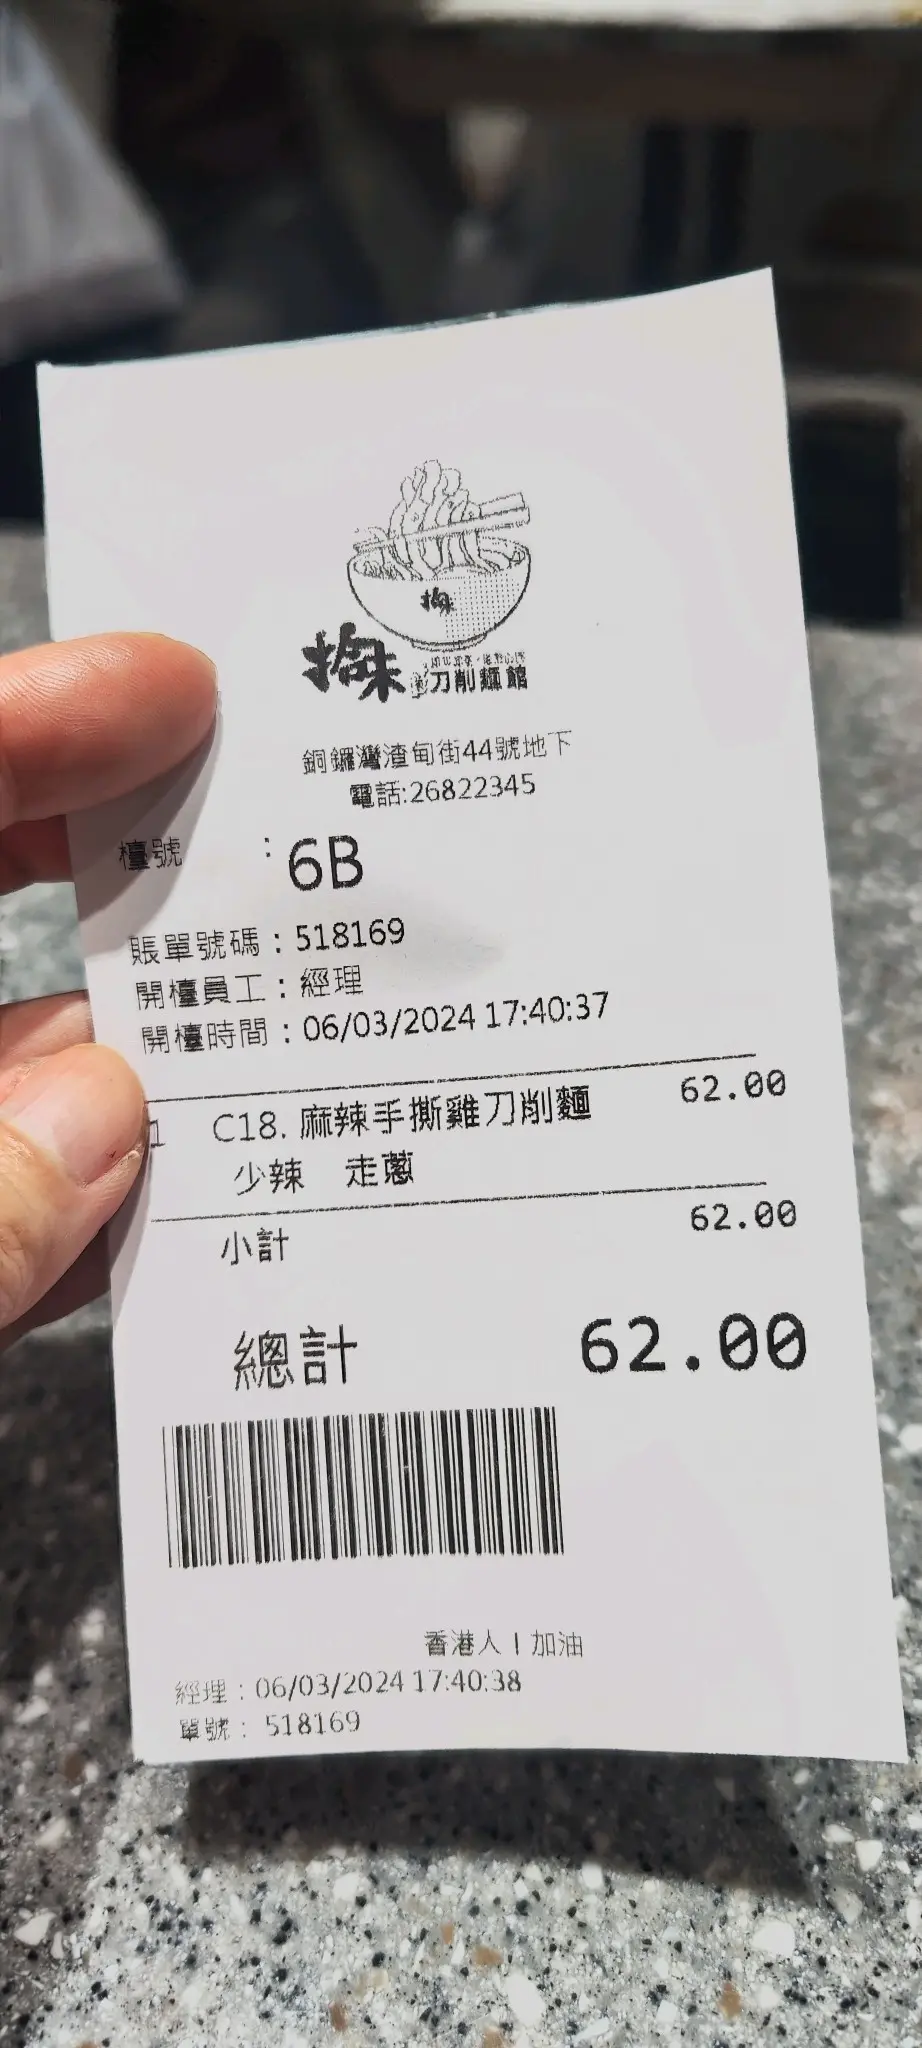 刀削麵館
銅鑼灣渣甸街44號地下
電話:26822345
檯號 : 6B
賬單號碼：518169
開檯員工：經理
開檯時間：06/03/2024 17:40:37
1 C18. 麻辣手撕雞刀削麵 62.00
少辣 走蔥
小計 62.00
總計 62.00
香港人！加油
經理：06/03/2024 17:40:38
單號： 518169